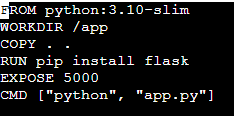 FROM python:3.10-slim
WORKDIR /app
COPY . .
RUN pip install flask
EXPOSE 5000
CMD ["python", "app.py"]